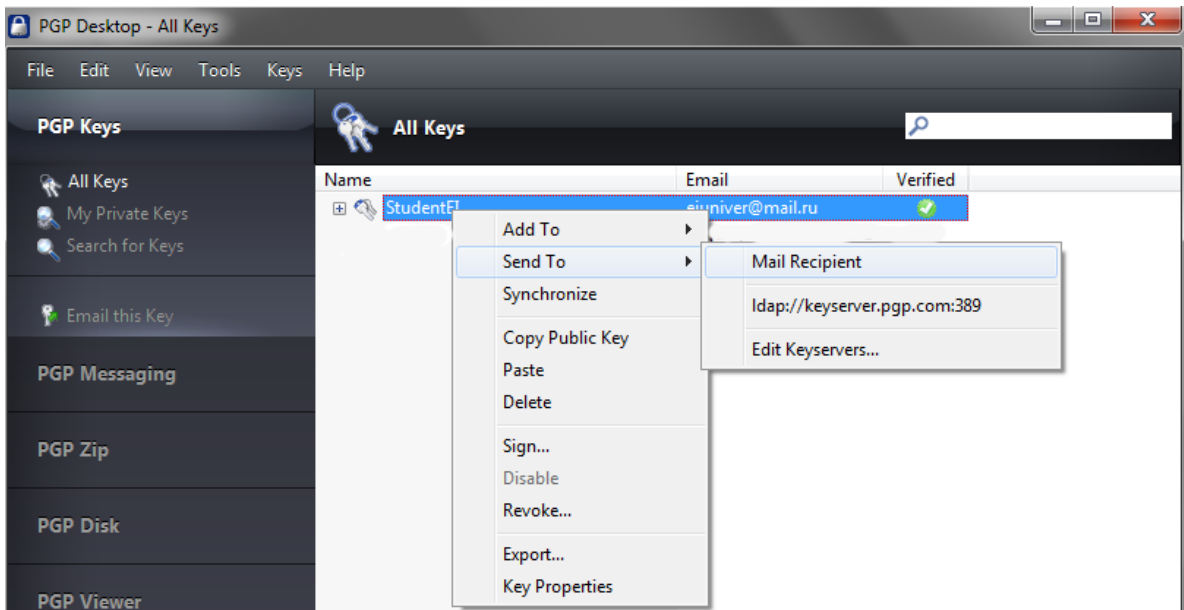 PGP Desktop - All Keys
File Edit View Tools Keys Help
PGP Keys
All Keys
My Private Keys
Search for Keys
Email this Key
PGP Messaging
PGP Zip
PGP Disk
PGP Viewer
All Keys
Name Email Verified
StudentEI eiuniver@mail.ru
Add To
Send To
Synchronize
Copy Public Key
Paste
Delete
Sign...
Disable
Revoke...
Export...
Key Properties
Mail Recipient
ldap://keyserver.pgp.com:389
Edit Keyservers...